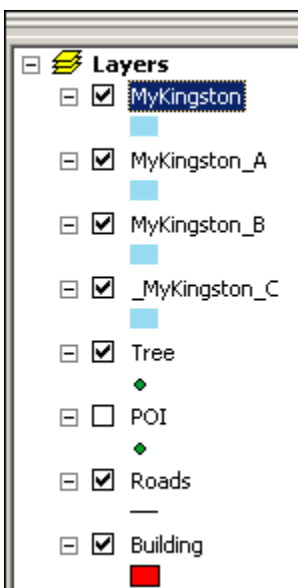 Layers
MyKingston
MyKingston_A
MyKingston_B
_MyKingston_C
Tree
POI
Roads
Building